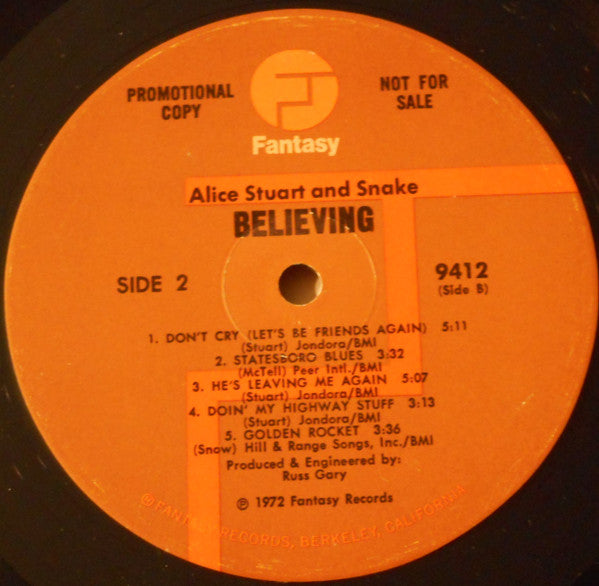 PROMOTIONAL
COPY
NOT FOR
SALE
F
Fantasy
Alice Stuart and Snake
BELIEVING
SIDE 2
9412
(Side B)
1. DON'T CRY (LET'S BE FRIENDS AGAIN) 5:11
(Stuart) Jondora/BMI
2. STATESBORO BLUES 3:32
(McTell) Peer Intl./BMI
3. HE'S LEAVING ME AGAIN 5:07
(Stuart) Jondora/BMI
4. DOIN' MY HIGHWAY STUFF 3:13
(Stuart) Jondora/BMI
5. GOLDEN ROCKET 3:36
(Snow) Hill & Range Songs, Inc./BMI
Produced & Engineered by:
Russ Gary
℗ 1972 Fantasy Records
® FANTASY RECORDS, BERKELEY, CALIFORNIA